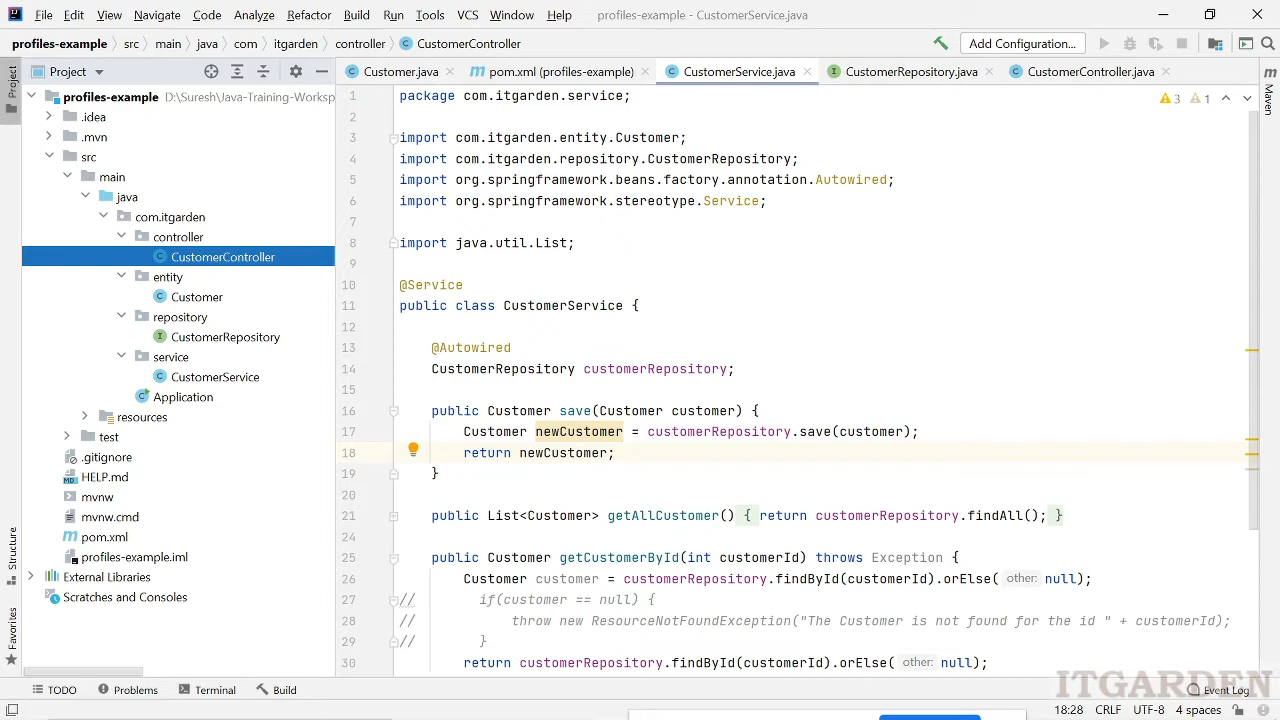 File Edit View Navigate Code Analyze Refactor Build Run Tools VCS Window Help profiles-example - CustomerService.java
profiles-example src main java com itgarden controller CustomerController Add Configuration...
Project Customer.java pom.xml (profiles-example) CustomerService.java CustomerRepository.java CustomerController.java
Project
Structure
Favorites
Maven
profiles-example D:\Suresh\Java-Training-Worksp
.idea
.mvn
src
main
java
com.itgarden
controller
CustomerController
entity
Customer
repository
CustomerRepository
service
CustomerService
Application
resources
test
.gitignore
HELP.md
mvnw
mvnw.cmd
pom.xml
profiles-example.iml
External Libraries
Scratches and Consoles
3 1
1 package com.itgarden.service;
2
3 import com.itgarden.entity.Customer;
4 import com.itgarden.repository.CustomerRepository;
5 import org.springframework.beans.factory.annotation.Autowired;
6 import org.springframework.stereotype.Service;
7
8 import java.util.List;
9
10 @Service
11 public class CustomerService {
12
13 @Autowired
14 CustomerRepository customerRepository;
15
16 public Customer save(Customer customer) {
17 Customer newCustomer = customerRepository.save(customer);
18 return newCustomer;
19 }
20
21 public List<Customer> getAllCustomer() { return customerRepository.findAll(); }
24
25 public Customer getCustomerById(int customerId) throws Exception {
26 Customer customer = customerRepository.findById(customerId).orElse( other: null);
27 // if(customer == null) {
28 // throw new ResourceNotFoundException("The Customer is not found for the id " + customerId);
29 // }
30 return customerRepository.findById(customerId).orElse( other: null);
TODO Problems Terminal Build Event Log
ITGARDEN
18:28 CRLF UTF-8 4 spaces